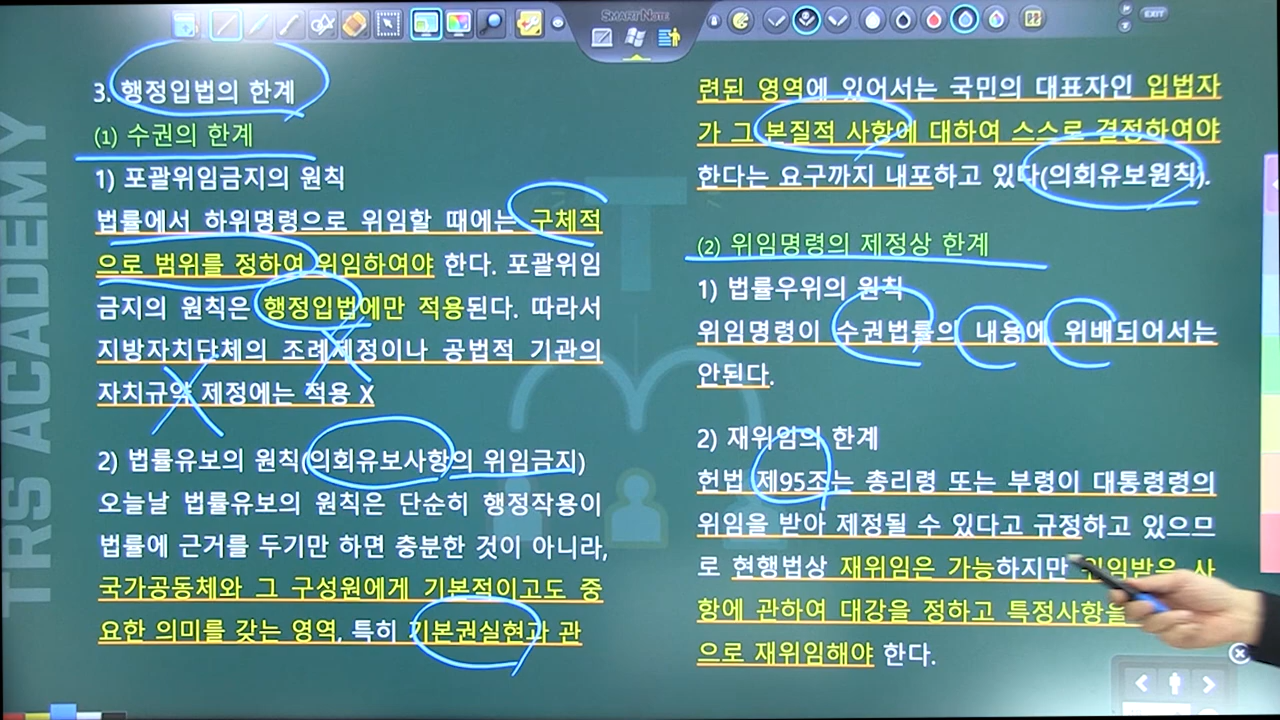 SMARTNOTE
EXIT
TRS ACADEMY
3. 행정입법의 한계
(1) 수권의 한계
1) 포괄위임금지의 원칙
법률에서 하위명령으로 위임할 때에는 구체적
으로 범위를 정하여 위임하여야 한다. 포괄위임
금지의 원칙은 행정입법에만 적용된다. 따라서
지방자치단체의 조례제정이나 공법적 기관의
자치규약 제정에는 적용 X
2) 법률유보의 원칙(의회유보사항의 위임금지)
오늘날 법률유보의 원칙은 단순히 행정작용이
법률에 근거를 두기만 하면 충분한 것이 아니라,
국가공동체와 그 구성원에게 기본적이고도 중
요한 의미를 갖는 영역, 특히 기본권실현과 관
련된 영역에 있어서는 국민의 대표자인 입법자
가 그 본질적 사항에 대하여 스스로 결정하여야
한다는 요구까지 내포하고 있다(의회유보원칙).
(2) 위임명령의 제정상 한계
1) 법률우위의 원칙
위임명령이 수권법률의 내용에 위배되어서는
안된다.
2) 재위임의 한계
헌법 제95조는 총리령 또는 부령이 대통령령의
위임을 받아 제정될 수 있다고 규정하고 있으므
로 현행법상 재위임은 가능하지만 위임받은 사
항에 관하여 대강을 정하고 특정사항을
으로 재위임해야 한다.